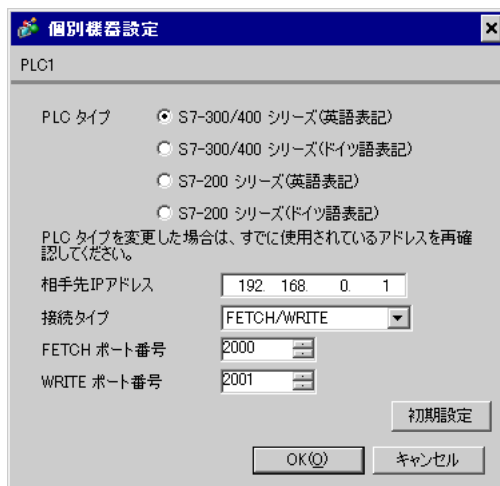 個別機器設定
PLC1
PLC タイプ
S7-300/400 シリーズ(英語表記)
S7-300/400 シリーズ(ドイツ語表記)
S7-200 シリーズ(英語表記)
S7-200 シリーズ(ドイツ語表記)
PLC タイプを変更した場合は、すでに使用されているアドレスを再確
認してください。
相手先IPアドレス 192. 168. 0. 1
接続タイプ FETCH/WRITE
FETCH ポート番号 2000
WRITE ポート番号 2001
初期設定
OK(O) キャンセル